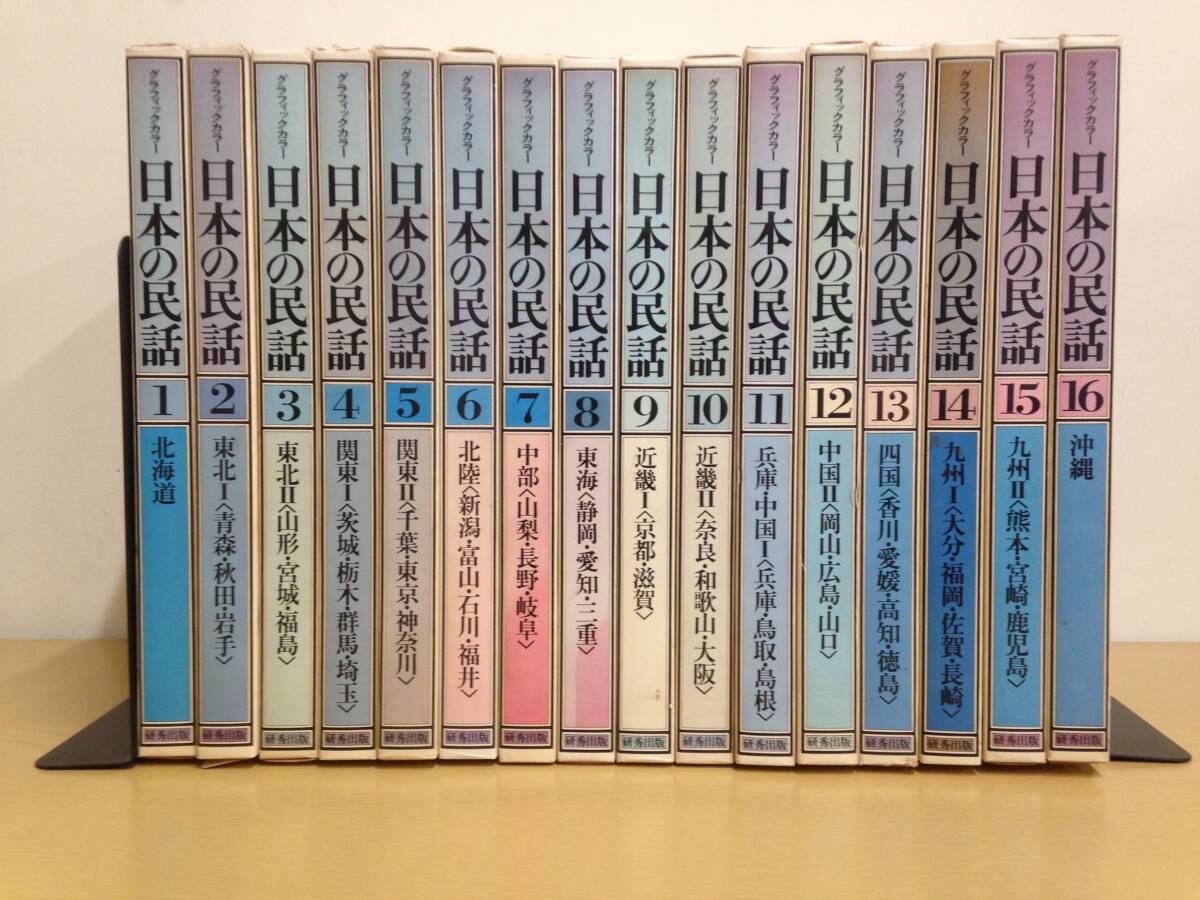 グラフィックカラー
日本の民話
1
北海道
研秀出版
グラフィックカラー
日本の民話
2
東北I〈青森・秋田・岩手〉
研秀出版
グラフィックカラー
日本の民話
3
東北II〈山形・宮城・福島〉
研秀出版
グラフィックカラー
日本の民話
4
関東I〈茨城・栃木・群馬・埼玉〉
研秀出版
グラフィックカラー
日本の民話
5
関東II〈千葉・東京・神奈川〉
研秀出版
グラフィックカラー
日本の民話
6
北陸〈新潟・富山・石川・福井〉
研秀出版
グラフィックカラー
日本の民話
7
中部〈山梨・長野・岐阜〉
研秀出版
グラフィックカラー
日本の民話
8
東海〈静岡・愛知・三重〉
研秀出版
グラフィックカラー
日本の民話
9
近畿I〈京都・滋賀〉
研秀出版
グラフィックカラー
日本の民話
10
近畿II〈奈良・和歌山・大阪〉
研秀出版
グラフィックカラー
日本の民話
11
兵庫・中国I〈兵庫・鳥取・島根〉
研秀出版
グラフィックカラー
日本の民話
12
中国II〈岡山・広島・山口〉
研秀出版
グラフィックカラー
日本の民話
13
四国〈香川・愛媛・高知・徳島〉
研秀出版
グラフィックカラー
日本の民話
14
九州I〈大分・福岡・佐賀・長崎〉
研秀出版
グラフィックカラー
日本の民話
15
九州II〈熊本・宮崎・鹿児島〉
研秀出版
グラフィックカラー
日本の民話
16
沖縄
研秀出版